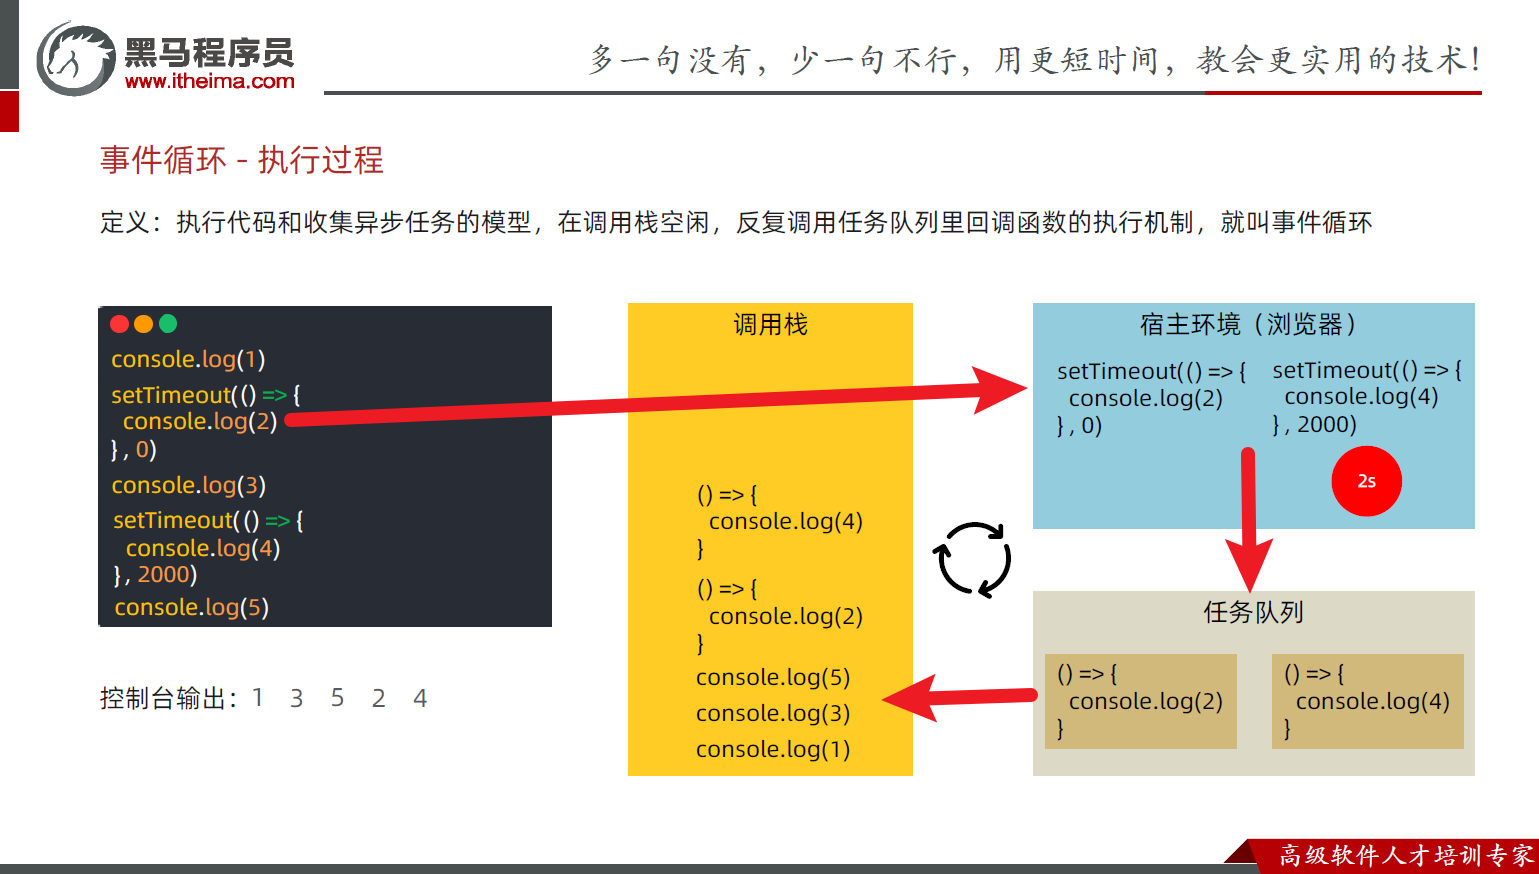 黑马程序员
www.itheima.com
多一句没有，少一句不行，用更短时间，教会更实用的技术！
事件循环 - 执行过程
定义：执行代码和收集异步任务的模型，在调用栈空闲，反复调用任务队列里回调函数的执行机制，就叫事件循环
console.log(1)
setTimeout(() => {
console.log(2)
} , 0)
console.log(3)
setTimeout(() => {
console.log(4)
} , 2000)
console.log(5)
控制台输出：1 3 5 2 4
调用栈
() => {
console.log(4)
}
() => {
console.log(2)
}
console.log(5)
console.log(3)
console.log(1)
宿主环境（浏览器）
setTimeout(() => {
console.log(2)
} , 0)
setTimeout(() => {
console.log(4)
} , 2000)
2s
任务队列
() => {
console.log(2)
}
() => {
console.log(4)
}
高级软件人才培训专家